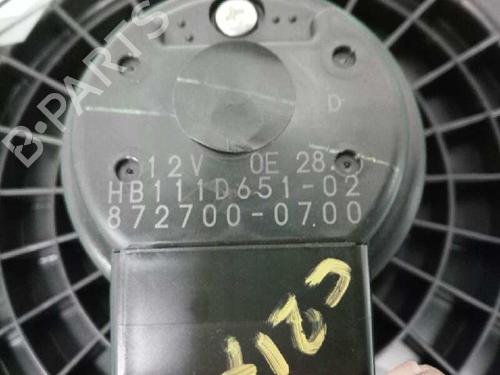 B-PARTS
D
12V 0E 28.
HB111D651-02
872700-0700